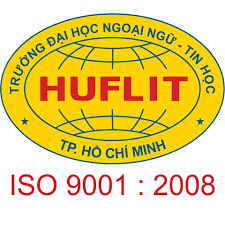 TRƯỜNG ĐẠI HỌC NGOẠI NGỮ - TIN HỌC
HUFLIT
TP. HỒ CHÍ MINH
ISO 9001 : 2008